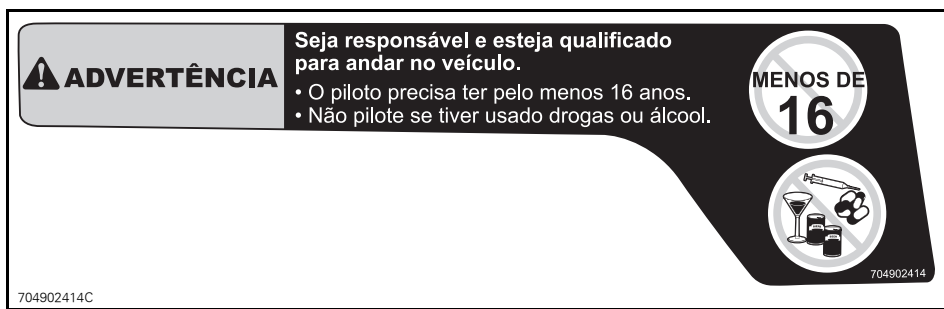 ADVERTÊNCIA
Seja responsável e esteja qualificado
para andar no veículo.
• O piloto precisa ter pelo menos 16 anos.
• Não pilote se tiver usado drogas ou álcool.
MENOS DE
16
704902414
704902414C